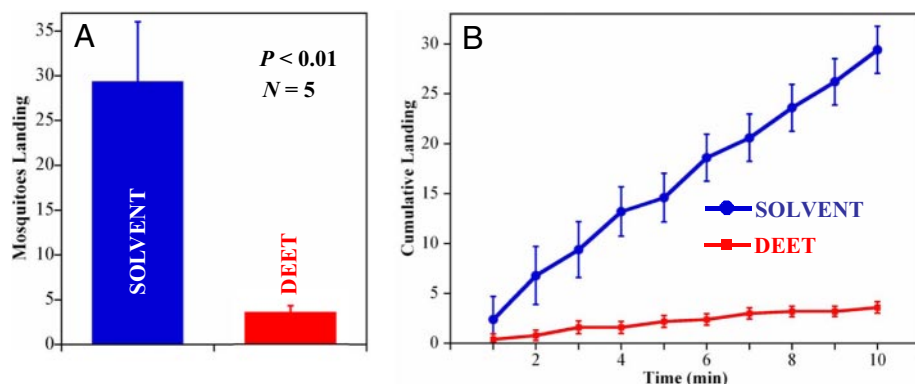 A
P < 0.01
N = 5
Mosquitoes Landing
35
30
25
20
15
10
5
0
SOLVENT
DEET
B
Cumulative Landing
30
25
20
15
10
5
0
SOLVENT
DEET
2
4
6
8
10
Time (min)